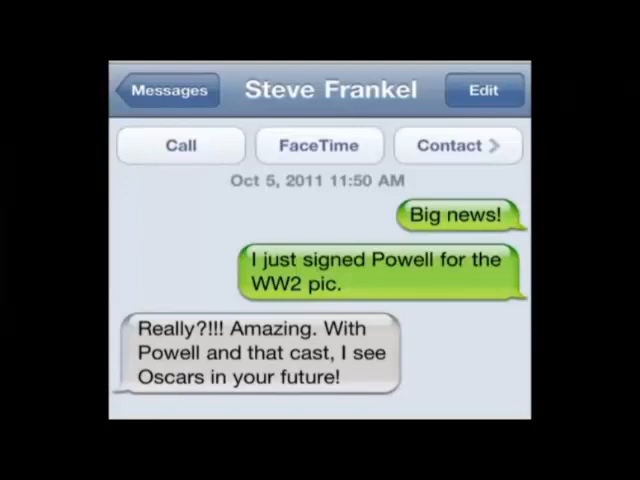 Messages
Steve Frankel
Edit
Call
FaceTime
Contact
Oct 5, 2011 11:50 AM
Big news!
I just signed Powell for the
WW2 pic.
Really?!!! Amazing. With
Powell and that cast, I see
Oscars in your future!